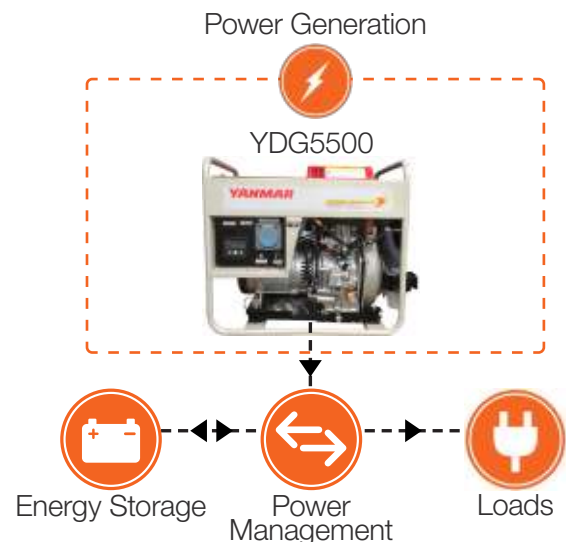 Power Generation
YDG5500
YANMAR
Energy Storage
Power
Management
Loads